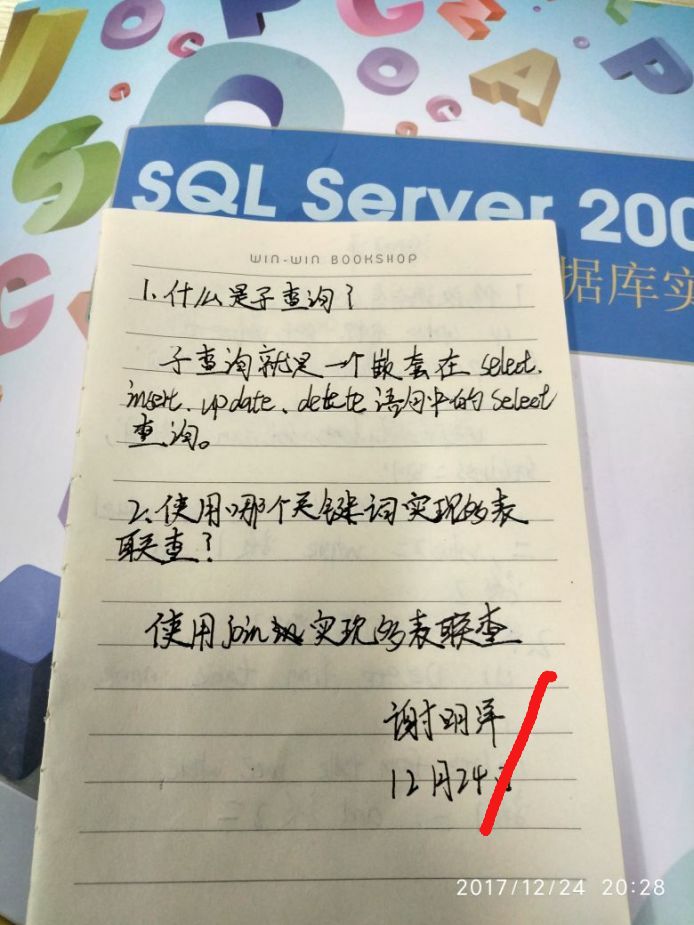 SQL Server 200
据库实
WIN-WIN BOOKSHOP
1、什么是子查询?
子查询就是一个嵌套在select、
insert、update、delete语句中的select
查询。
2、使用哪个关键词实现多表
联查?
使用join 实现多表联查
谢明洋
12月24
2017/12/24 20:28